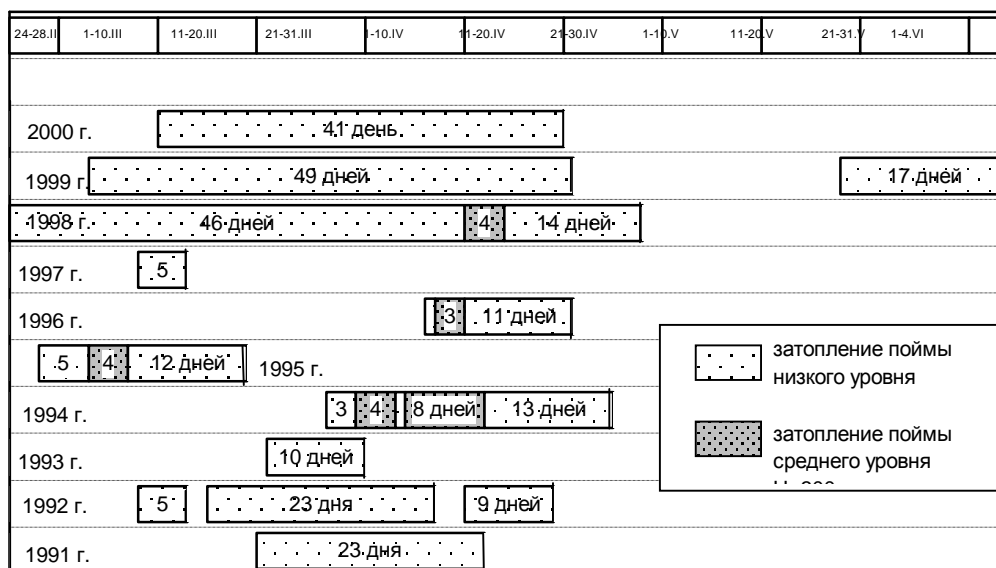 24-28.II 1-10.III 11-20.III 21-31.III 1-10.IV 11-20.IV 21-30.IV 1-10.V 11-20.V 21-31.V 1-4.VI
2000 г. 41 день
1999 г. 49 дней 17 дней
1998 г. 46 дней 4 14 дней
1997 г. 5
1996 г. 3 11 дней
5 4 12 дней 1995 г.
1994 г. 3 4 8 дней 13 дней
1993 г. 10 дней
1992 г. 5 23 дня 9 дней
1991 г. 23 дня
затопление поймы
низкого уровня
затопление поймы
среднего уровня